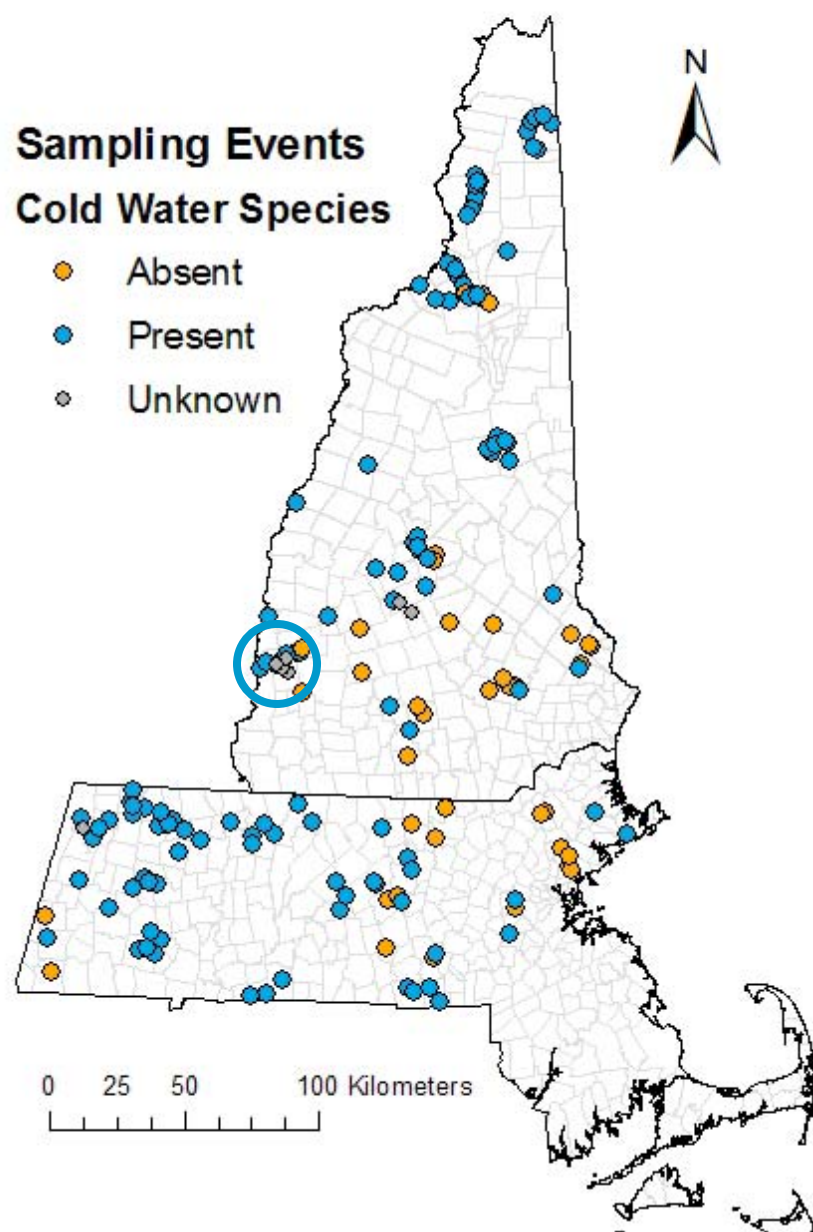 N
Sampling Events
Cold Water Species
Absent
Present
Unknown
0 25 50 100 Kilometers